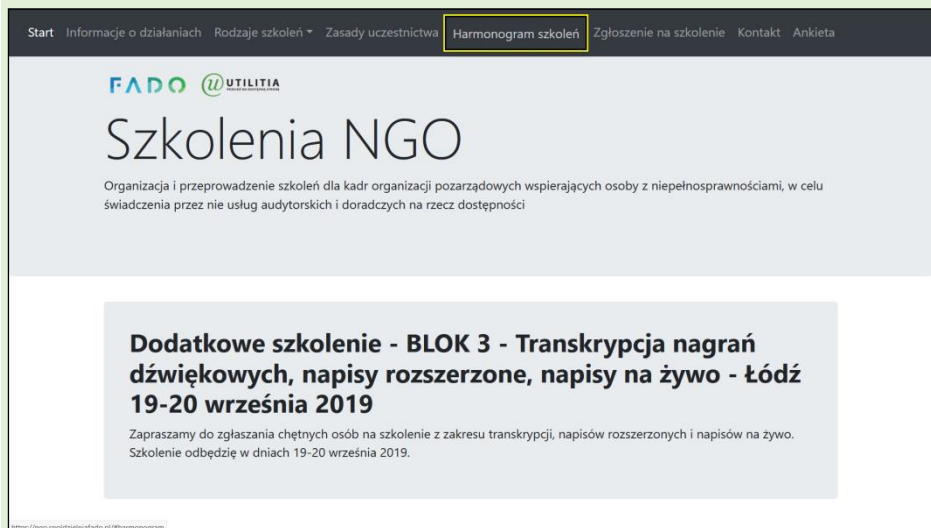 Start Informacje o działaniach Rodzaje szkoleń Zasady uczestnictwa Harmonogram szkoleń Zgłoszenie na szkolenie Kontakt Ankieta
FADO UTILITIA
Szkolenia NGO
Organizacja i przeprowadzenie szkoleń dla kadr organizacji pozarządowych wspierających osoby z niepełnosprawnościami, w celu
świadczenia przez nie usług audytorskich i doradczych na rzecz dostępności
Dodatkowe szkolenie - BLOK 3 - Transkrypcja nagrań
dźwiękowych, napisy rozszerzone, napisy na żywo - Łódź
19-20 września 2019
Zapraszamy do zgłaszania chętnych osób na szkolenie z zakresu transkrypcji, napisów rozszerzonych i napisów na żywo.
Szkolenie odbędzie w dniach 19-20 września 2019.